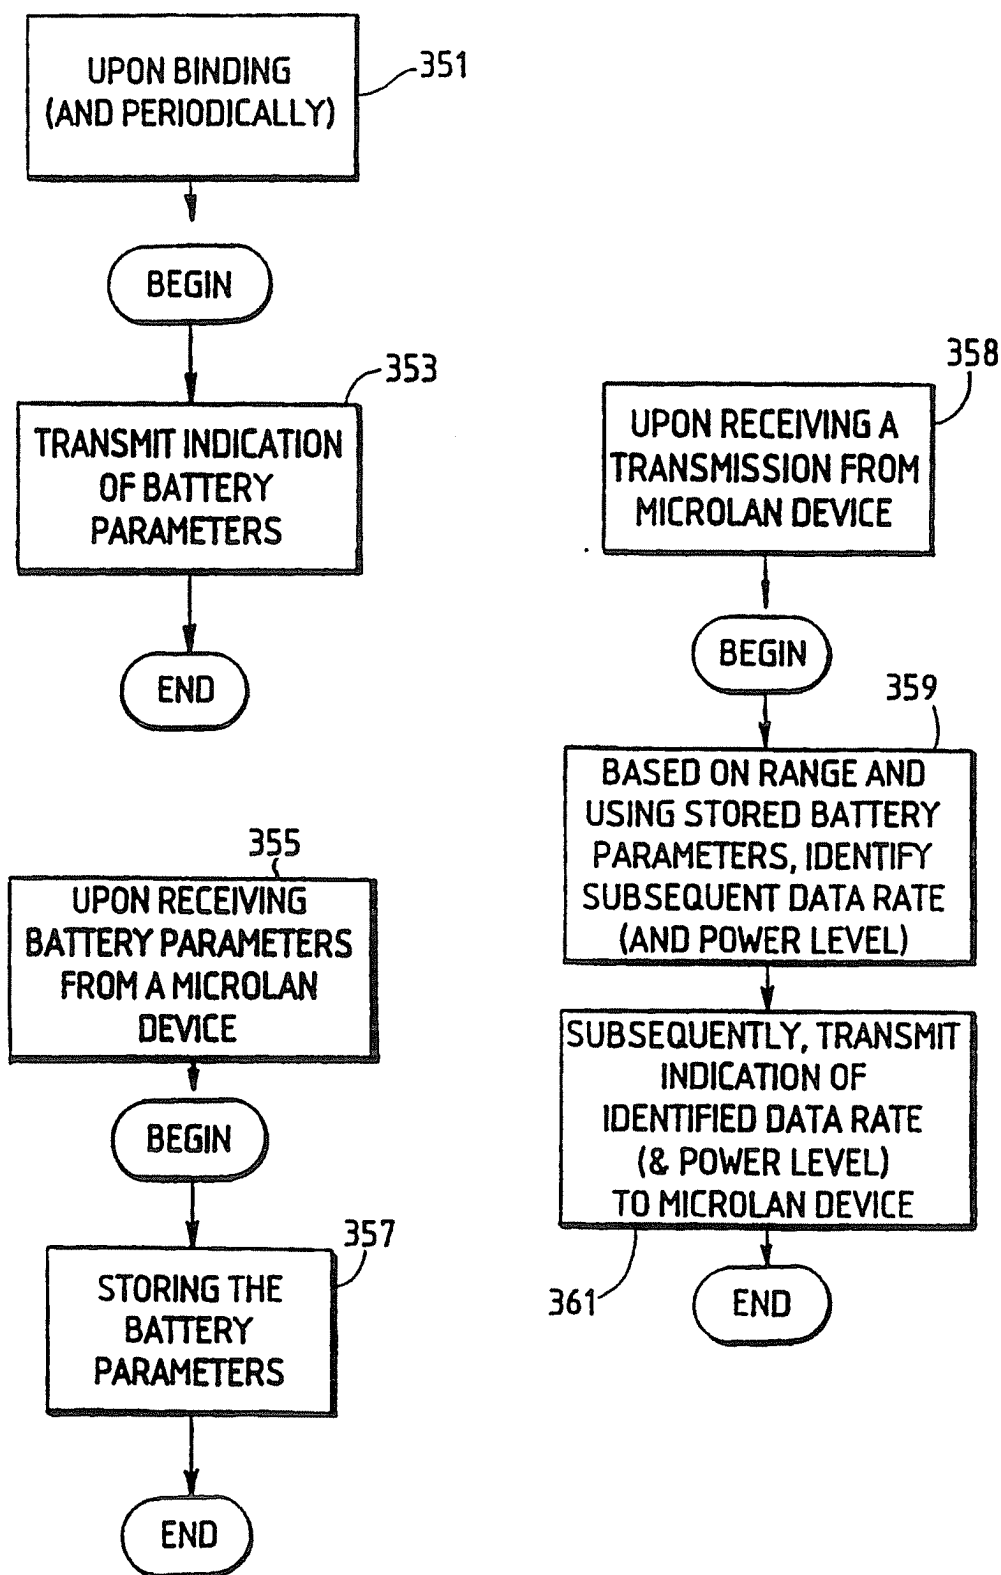 UPON BINDING
(AND PERIODICALLY)
351
BEGIN
353
TRANSMIT INDICATION
OF BATTERY
PARAMETERS
END
355
UPON RECEIVING
BATTERY PARAMETERS
FROM A MICROLAN
DEVICE
BEGIN
357
STORING THE
BATTERY
PARAMETERS
END
358
UPON RECEIVING A
TRANSMISSION FROM
MICROLAN DEVICE
BEGIN
359
BASED ON RANGE AND
USING STORED BATTERY
PARAMETERS, IDENTIFY
SUBSEQUENT DATA RATE
(AND POWER LEVEL)
SUBSEQUENTLY, TRANSMIT
INDICATION OF
IDENTIFIED DATA RATE
(& POWER LEVEL)
TO MICROLAN DEVICE
361
END